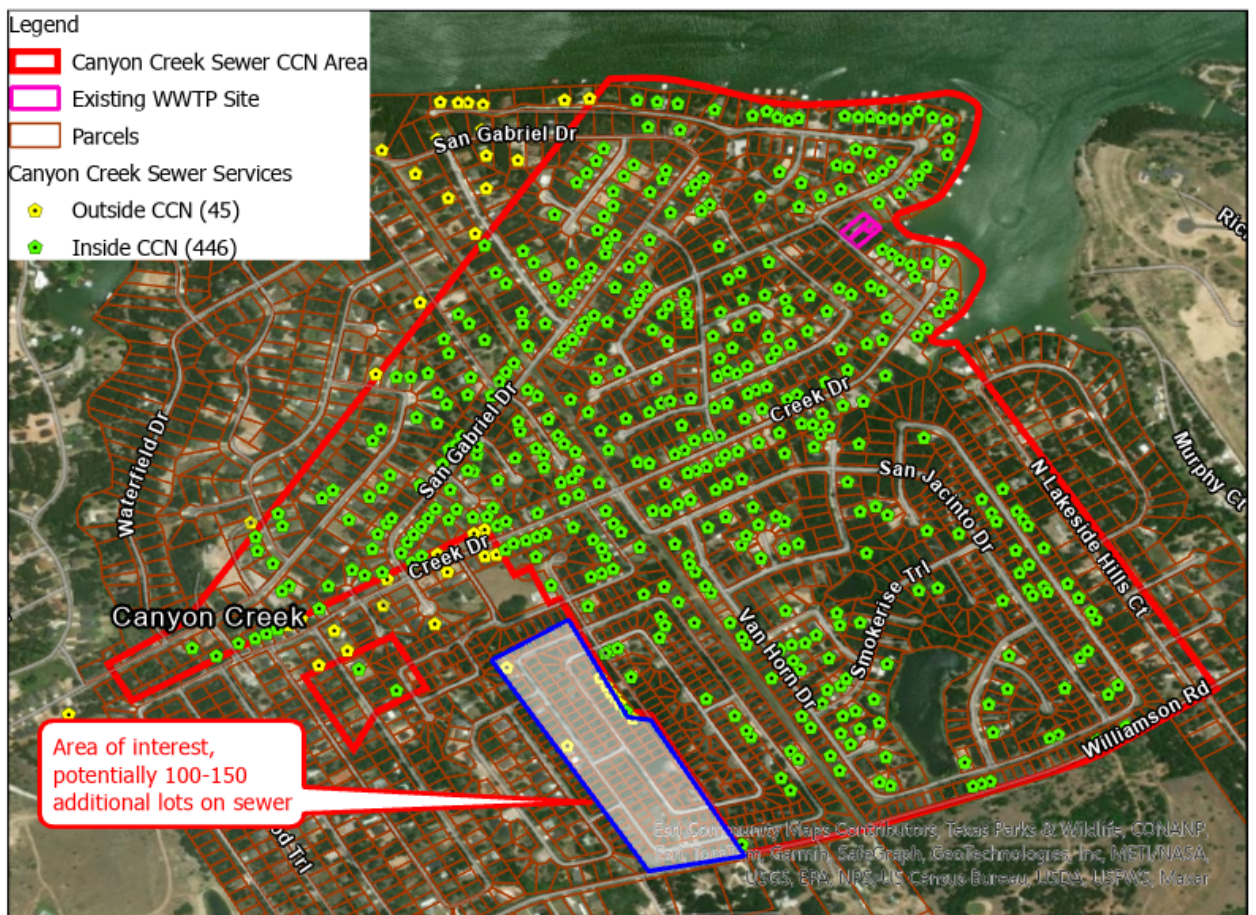 Legend
Canyon Creek Sewer CCN Area
Existing WWTP Site
Parcels
Canyon Creek Sewer Services
Outside CCN (45)
Inside CCN (446)
San Gabriel Dr
Waterfield Dr
San Gabriel Dr
Creek Dr
Creek Dr
San Jacinto Dr
N Lakeside Hills Ct
Murphy Ct
Smokerise Trl
Van Horn Dr
Canyon Creek
Williamson Rd
Area of interest,
potentially 100-150
additional lots on sewer
Trl
Esri Community Maps Contributors, Texas Parks & Wildlife, CONANP,
Esri, TomTom, Garmin, SafeGraph, GeoTechnologies, Inc, METI/NASA,
USGS, EPA, NPS, US Census Bureau, USDA, USFWS, Maxar